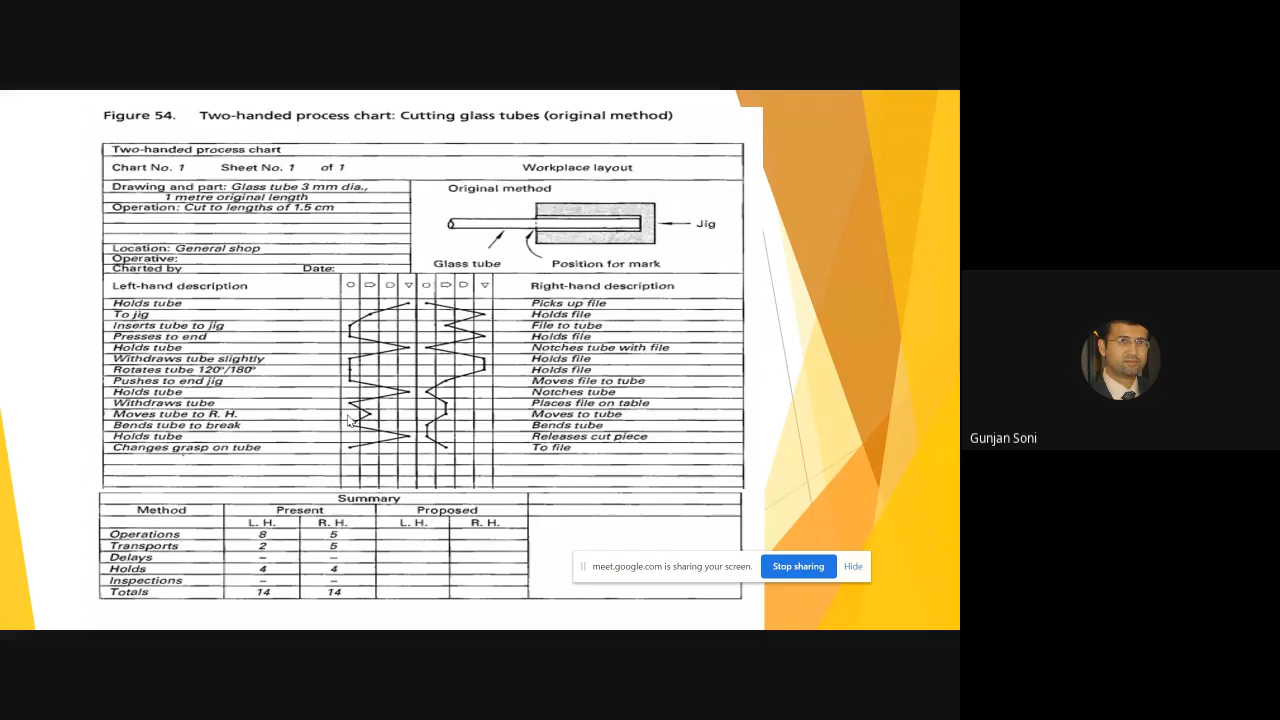 Figure 54. Two-handed process chart: Cutting glass tubes (original method)
Two-handed process chart
Chart No. 1 Sheet No. 1 of 1 Workplace layout
Drawing and part: Glass tube 3 mm dia.,
1 metre original length
Operation: Cut to lengths of 1.5 cm
Location: General shop
Operative:
Charted by Date:
Original method
Jig
Glass tube Position for mark
Left-hand description Right-hand description
Holds tube Picks up file
To jig Holds file
Inserts tube to jig File to tube
Presses to end Holds file
Holds tube Notches tube with file
Withdraws tube slightly Holds file
Rotates tube 120°/180° Holds file
Pushes to end jig Moves file to tube
Holds tube Notches tube
Withdraws tube Places file on table
Moves tube to R. H. Moves to tube
Bends tube to break Bends tube
Holds tube Releases cut piece
Changes grasp on tube To file
Summary
Method Present Proposed
L. H. R. H. L. H. R. H.
Operations 8 5
Transports 2 5
Delays – –
Holds 4 4
Inspections – –
Totals 14 14
meet.google.com is sharing your screen. Stop sharing Hide
Gunjan Soni